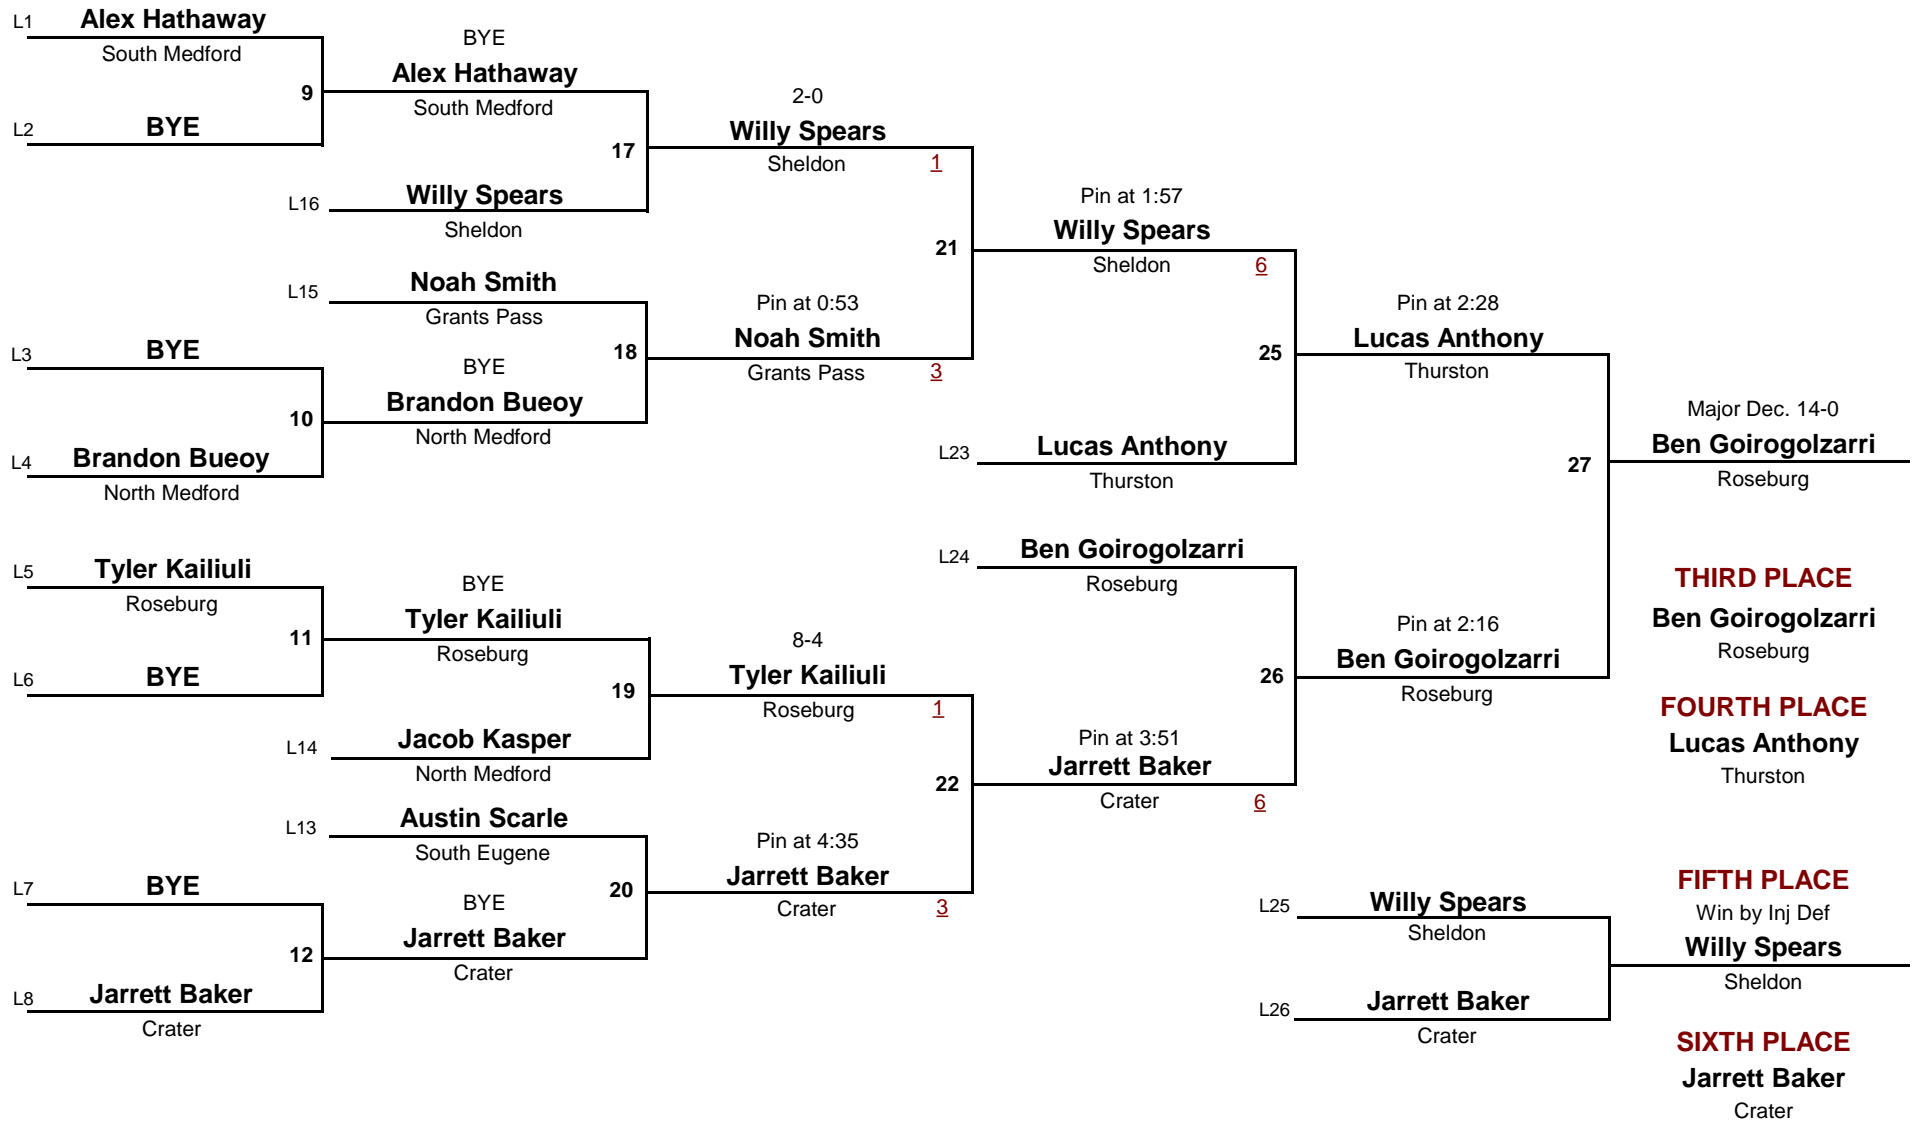 L1
Alex Hathaway
South Medford
9
L2
BYE
BYE
Alex Hathaway
South Medford
17
L16
Willy Spears
Sheldon
2-0
Willy Spears
Sheldon
1
21
L15
Noah Smith
Grants Pass
18
L3
BYE
10
L4
Brandon Bueoy
North Medford
BYE
Brandon Bueoy
North Medford
Pin at 0:53
Noah Smith
Grants Pass
3
Pin at 1:57
Willy Spears
Sheldon
6
25
L23
Lucas Anthony
Thurston
Pin at 2:28
Lucas Anthony
Thurston
27
Major Dec. 14-0
Ben Goirogolzarri
Roseburg
L5
Tyler Kailiuli
Roseburg
11
L6
BYE
BYE
Tyler Kailiuli
Roseburg
19
L14
Jacob Kasper
North Medford
8-4
Tyler Kailiuli
Roseburg
1
22
L13
Austin Scarle
South Eugene
20
L7
BYE
12
L8
Jarrett Baker
Crater
BYE
Jarrett Baker
Crater
Pin at 4:35
Jarrett Baker
Crater
3
L24
Ben Goirogolzarri
Roseburg
26
Pin at 3:51
Jarrett Baker
Crater
6
Pin at 2:16
Ben Goirogolzarri
Roseburg
THIRD PLACE
Ben Goirogolzarri
Roseburg
FOURTH PLACE
Lucas Anthony
Thurston
L25
Willy Spears
Sheldon
L26
Jarrett Baker
Crater
FIFTH PLACE
Win by Inj Def
Willy Spears
Sheldon
SIXTH PLACE
Jarrett Baker
Crater